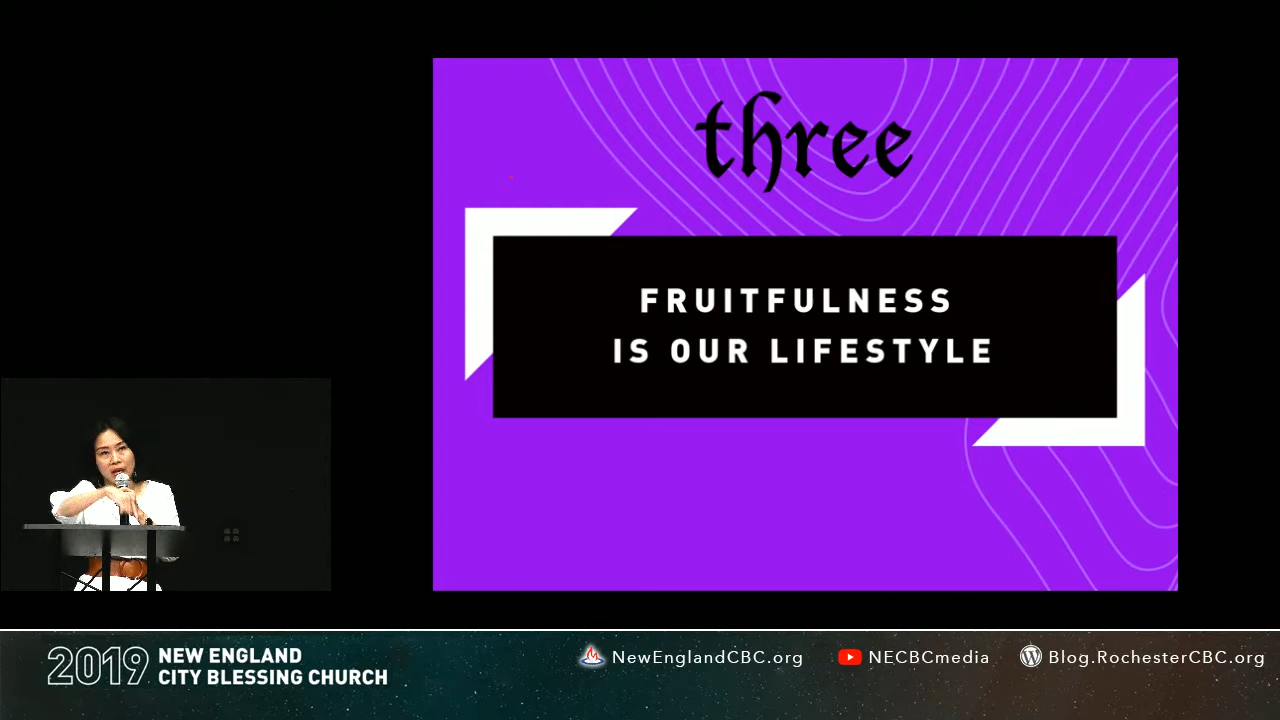 three
FRUITFULNESS
IS OUR LIFESTYLE
2019 NEW ENGLAND
CITY BLESSING CHURCH
NewEnglandCBC.org
NECBCmedia
Blog.RochesterCBC.org